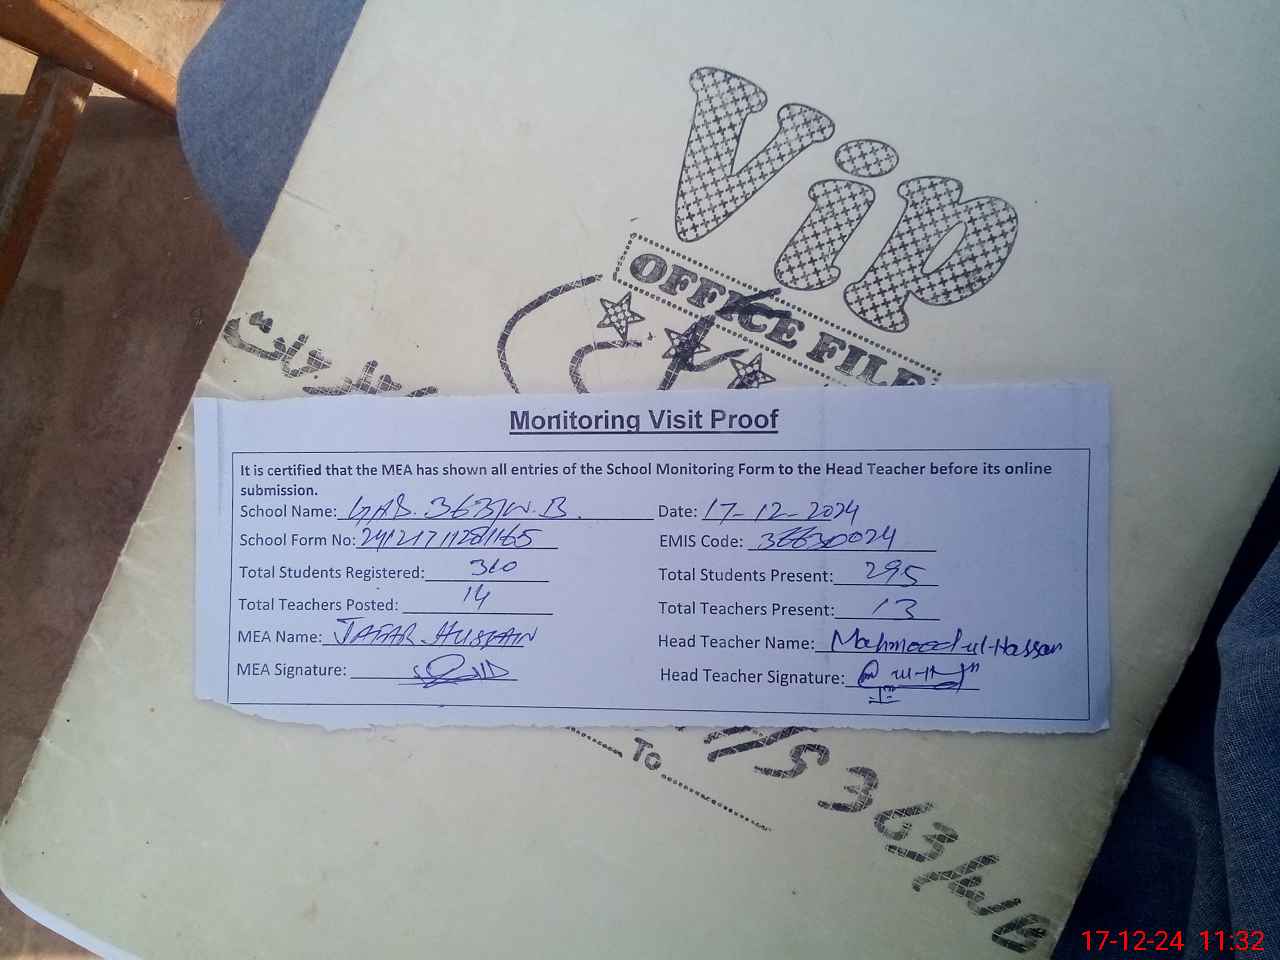 Vip
OFFICE FILE
Monitoring Visit Proof
It is certified that the MEA has shown all entries of the School Monitoring Form to the Head Teacher before its online
submission.
School Name: 363/W.B. Date: 17-12-2024
School Form No: EMIS Code: 36630024
Total Students Registered: 310 Total Students Present: 295
Total Teachers Posted: 14 Total Teachers Present: 13
MEA Name: JAFAR HUSSAIN Head Teacher Name: Mahmood-ul-Hassan
MEA Signature: Head Teacher Signature:
To
363/WB
17-12-24 11:32